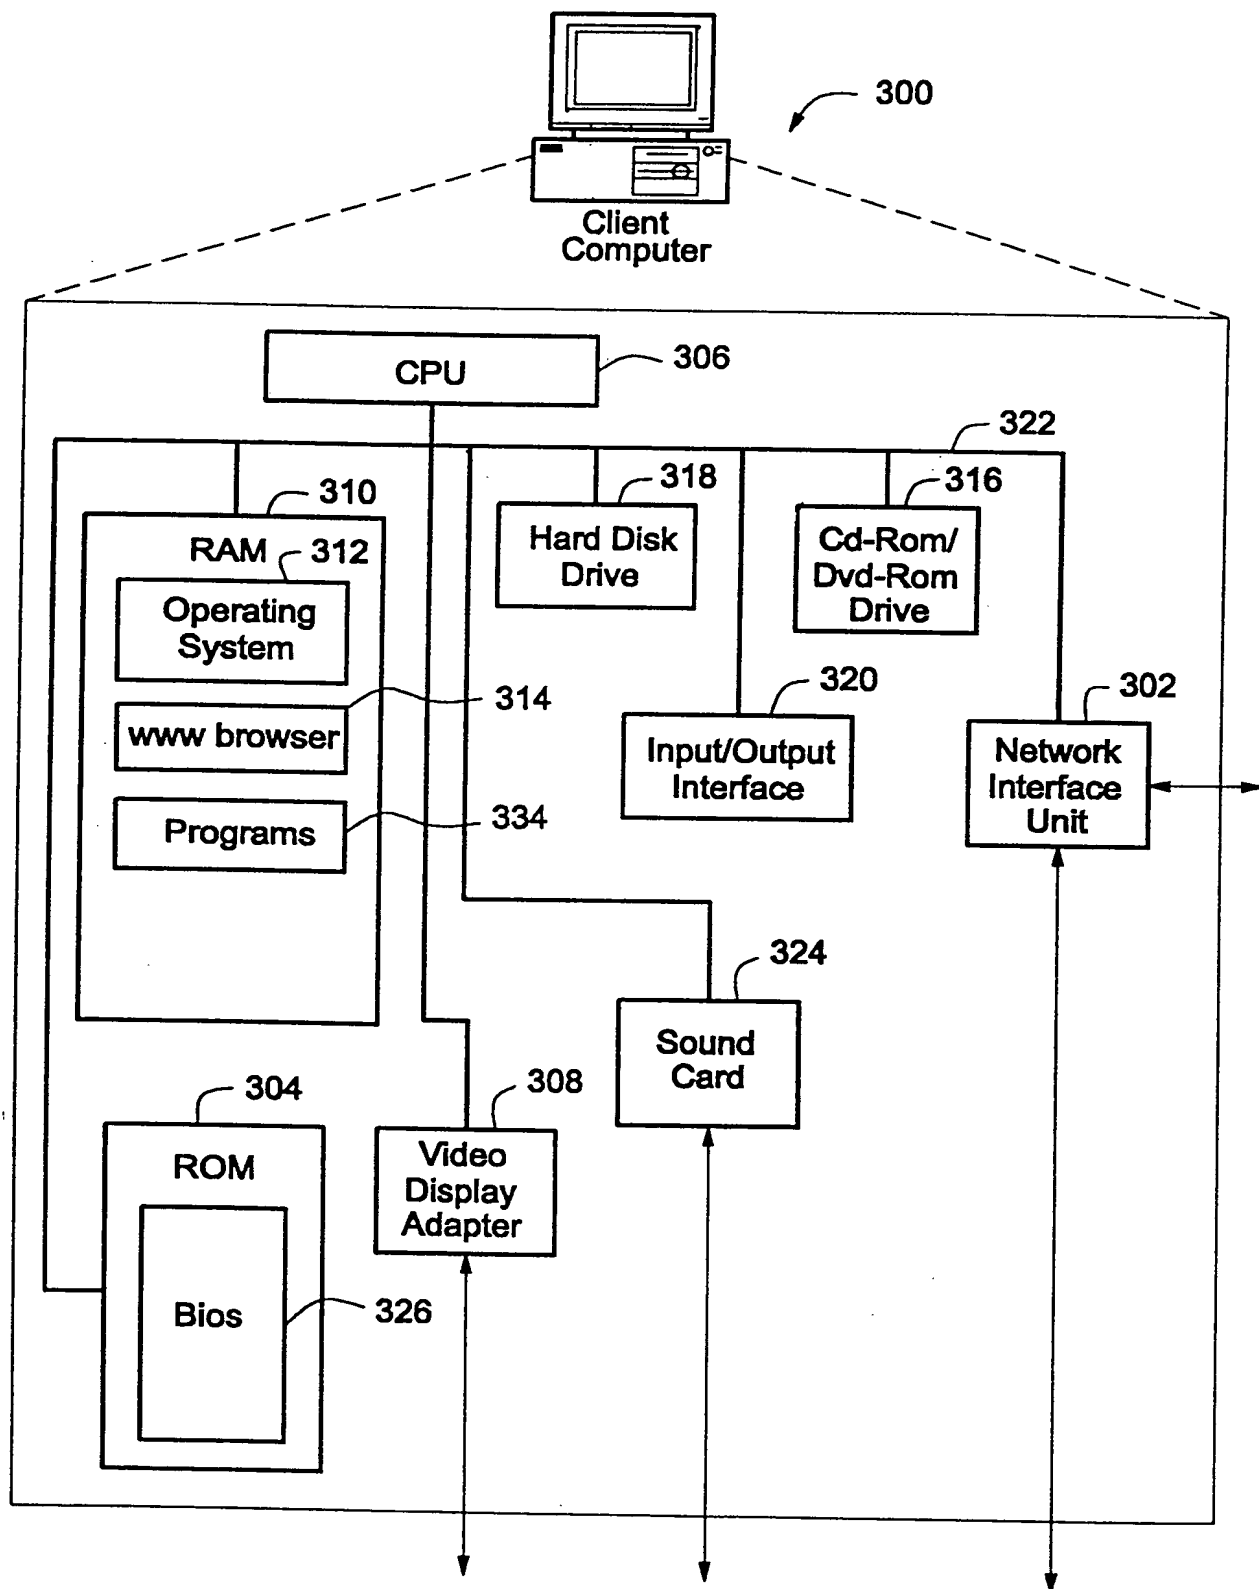 300
Client
Computer
CPU
306
322
310
318
316
RAM
312
Hard Disk
Drive
Cd-Rom/
Dvd-Rom
Drive
Operating
System
314
320
302
www browser
Input/Output
Interface
Network
Interface
Unit
Programs
334
324
Sound
Card
304
308
ROM
Video
Display
Adapter
Bios
326